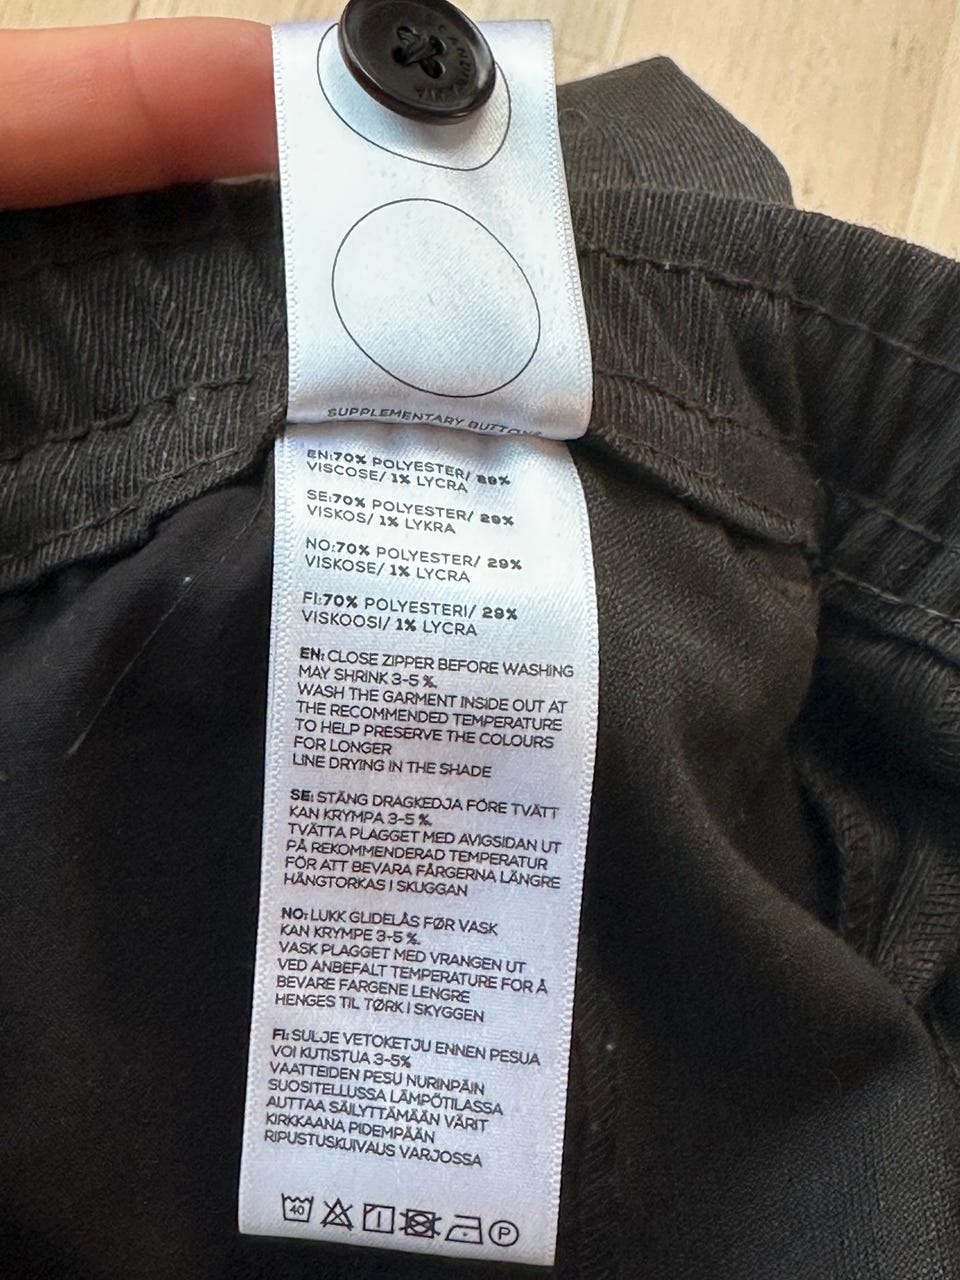 SUPPLEMENTARY BUTTONS
EN:70% POLYESTER/ 29%
VISCOSE/ 1% LYCRA
SE:70% POLYESTER/ 29%
VISKOS/ 1% LYKRA
NO:70% POLYESTER/ 29%
VISKOSE/ 1% LYCRA
FI:70% POLYESTERI/ 29%
VISKOOSI/ 1% LYCRA
EN: CLOSE ZIPPER BEFORE WASHING
MAY SHRINK 3-5 %.
WASH THE GARMENT INSIDE OUT AT
THE RECOMMENDED TEMPERATURE
TO HELP PRESERVE THE COLOURS
FOR LONGER
LINE DRYING IN THE SHADE
SE: STÄNG DRAGKEDJA FÖRE TVÄTT
KAN KRYMPA 3-5 %.
TVÄTTA PLAGGET MED AVIGSIDAN UT
PÅ REKOMMENDERAD TEMPERATUR
FÖR ATT BEVARA FÄRGERNA LÄNGRE
HÄNGTORKAS I SKUGGAN
NO: LUKK GLIDELÅS FØR VASK
KAN KRYMPE 3-5 %.
VASK PLAGGET MED VRANGEN UT
VED ANBEFALT TEMPERATURE FOR Å
BEVARE FARGENE LENGRE
HENGES TIL TØRK I SKYGGEN
FI: SULJE VETOKETJU ENNEN PESUA
VOI KUTISTUA 3-5%
VAATTEIDEN PESU NURINPÄIN
SUOSITELLUSSA LÄMPÖTILASSA
AUTTAA SÄILYTTÄMÄÄN VÄRIT
KIRKKAANA PIDEMPÄÄN
RIPUSTUSKUIVAUS VARJOSSA
40 P